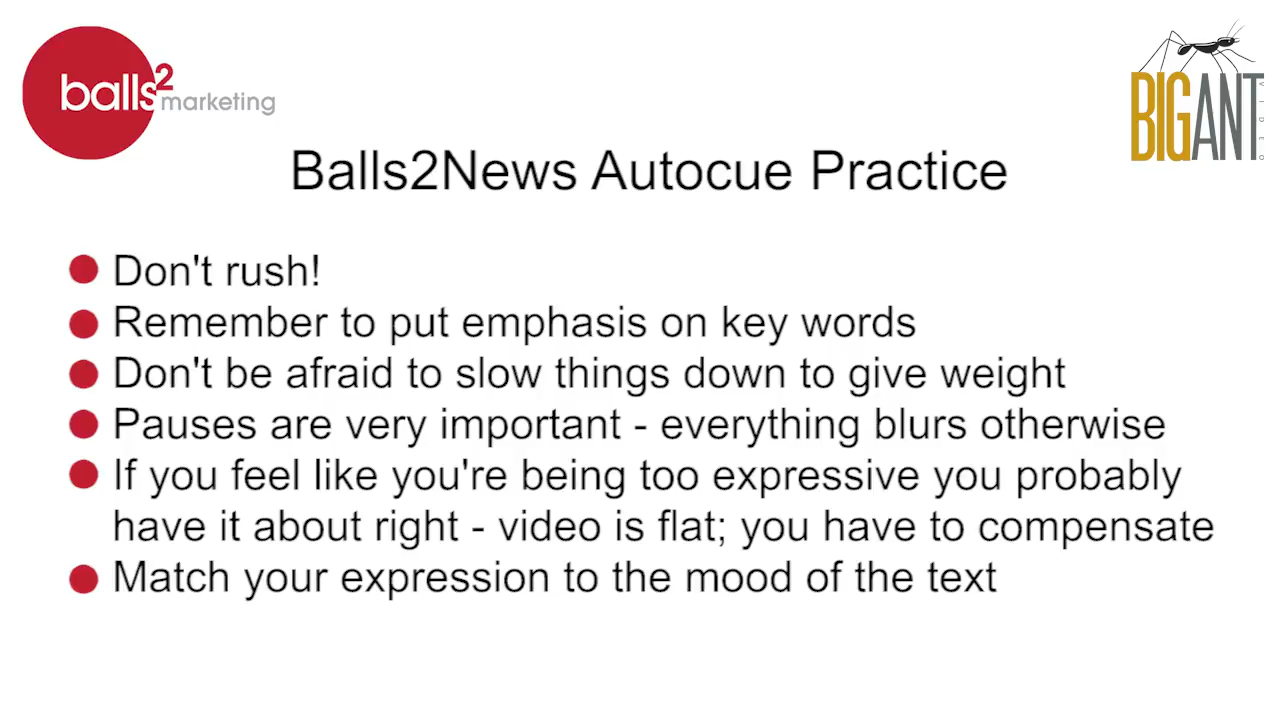 balls2
marketing
BIGANT
VIDEO
Balls2News Autocue Practice
Don't rush!
Remember to put emphasis on key words
Don't be afraid to slow things down to give weight
Pauses are very important - everything blurs otherwise
If you feel like you're being too expressive you probably
have it about right - video is flat; you have to compensate
Match your expression to the mood of the text